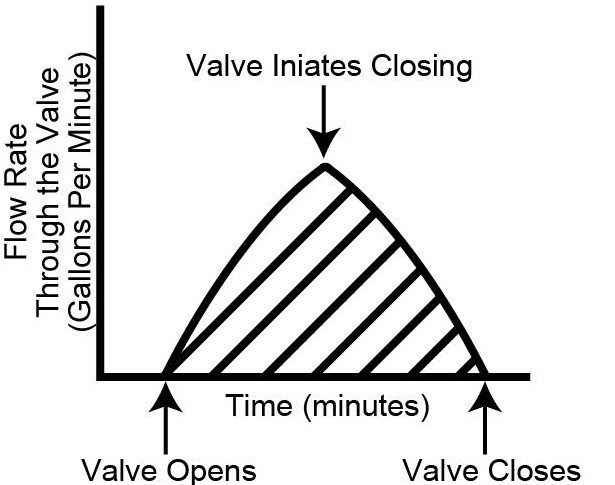 Valve Iniates Closing
Flow Rate
Through the Valve
(Gallons Per Minute)
Time (minutes)
Valve Opens
Valve Closes